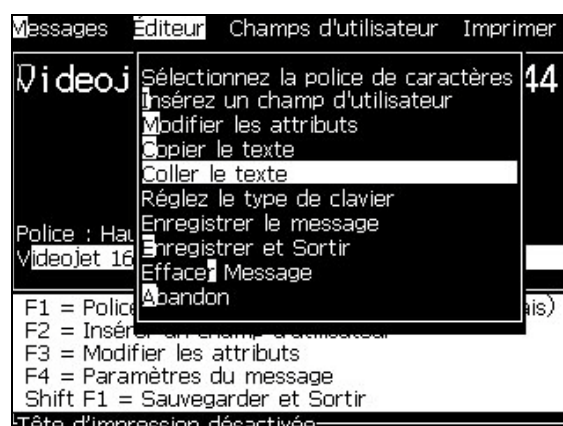 Messages Éditeur Champs d'utilisateur Imprimer
Videoj 44
Sélectionnez la police de caractères
Insérez un champ d'utilisateur
Modifier les attributs
Copier le texte
Coller le texte
Réglez le type de clavier
Enregistrer le message
Enregistrer et Sortir
Effacer Message
Abandon
Police : Hau
Videojet 16
F1 = Police ais)
F2 = Insérer un champ d'utilisateur
F3 = Modifier les attributs
F4 = Paramètres du message
Shift F1 = Sauvegarder et Sortir
Tête d'impression désactivée